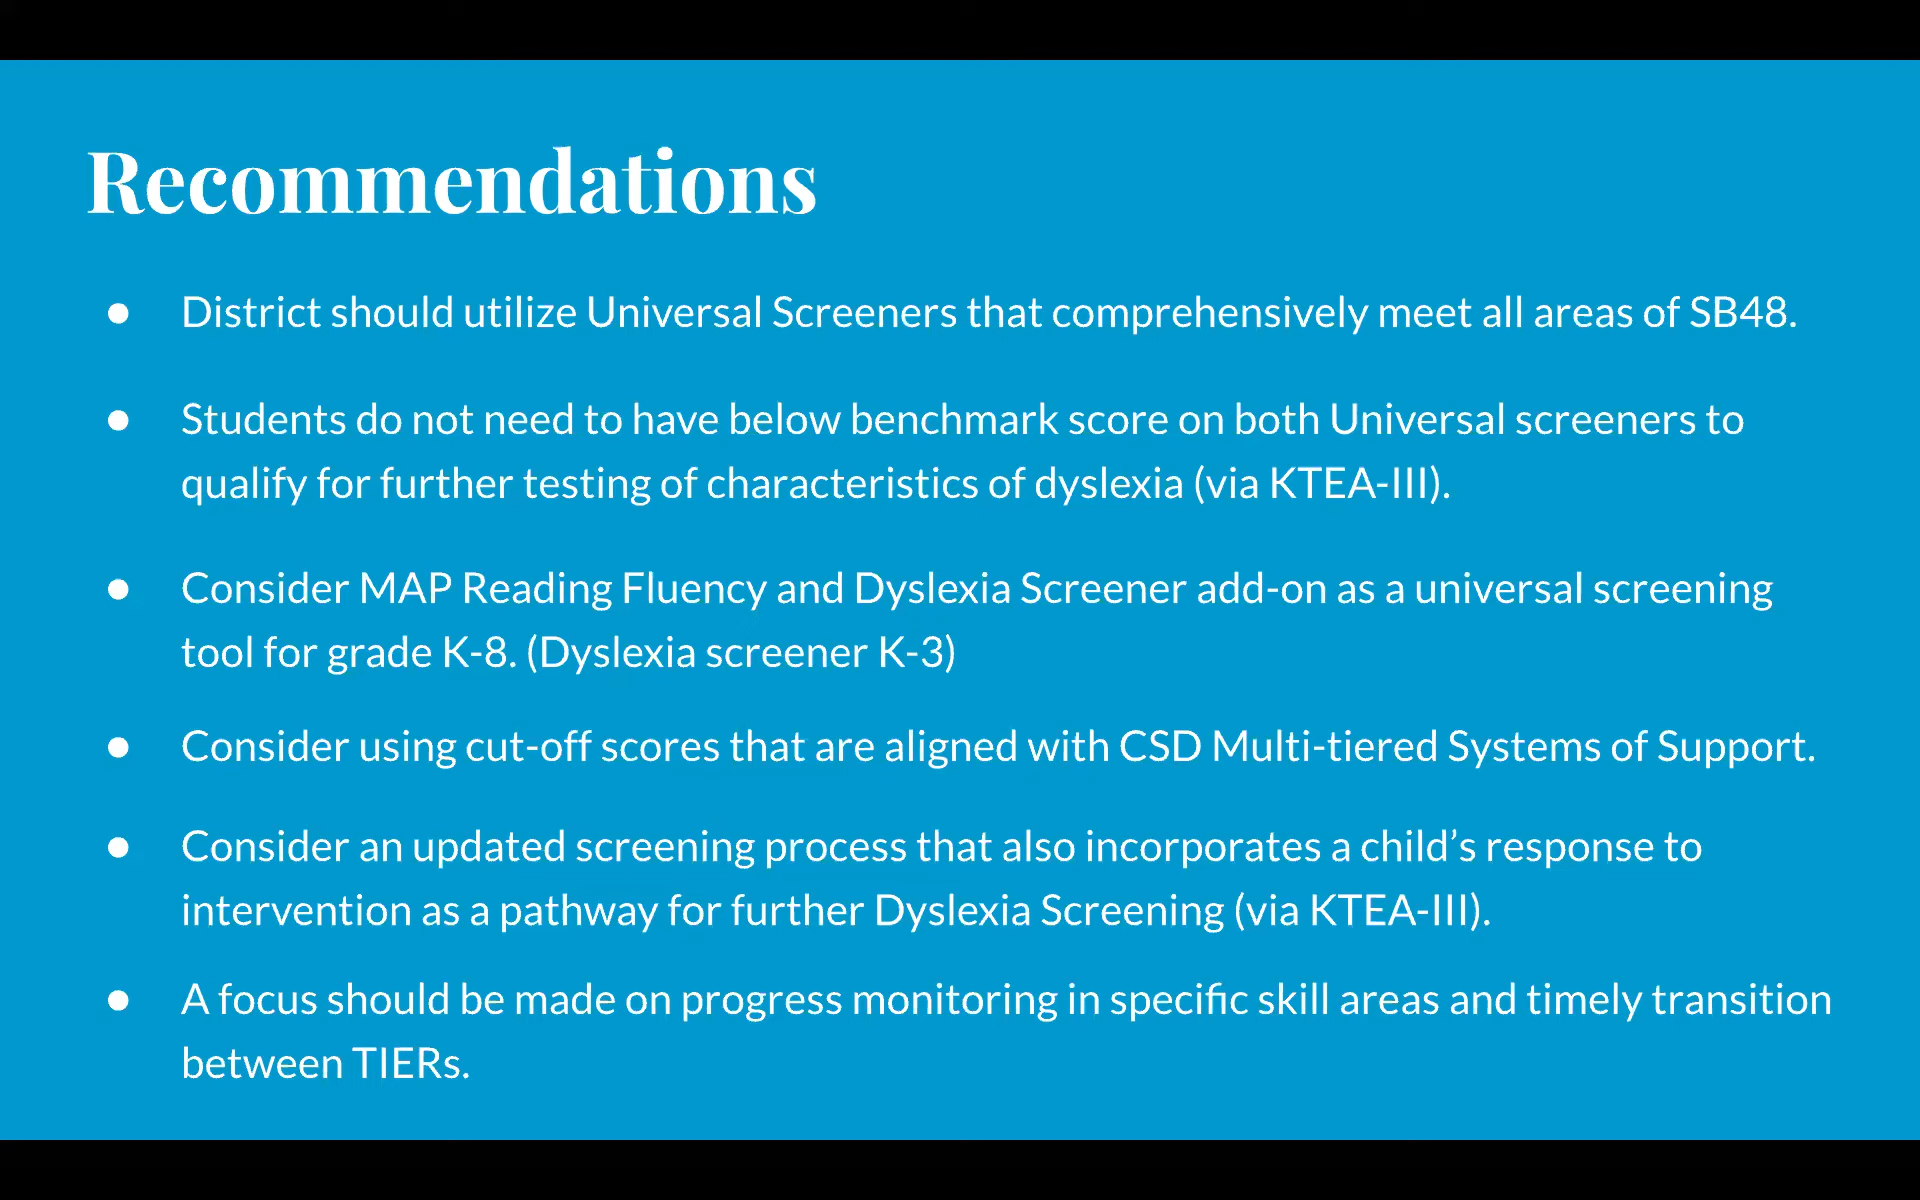 Recommendations
● District should utilize Universal Screeners that comprehensively meet all areas of SB48.
● Students do not need to have below benchmark score on both Universal screeners to
qualify for further testing of characteristics of dyslexia (via KTEA-III).
● Consider MAP Reading Fluency and Dyslexia Screener add-on as a universal screening
tool for grade K-8. (Dyslexia screener K-3)
● Consider using cut-off scores that are aligned with CSD Multi-tiered Systems of Support.
● Consider an updated screening process that also incorporates a child’s response to
intervention as a pathway for further Dyslexia Screening (via KTEA-III).
● A focus should be made on progress monitoring in specific skill areas and timely transition
between TIERs.